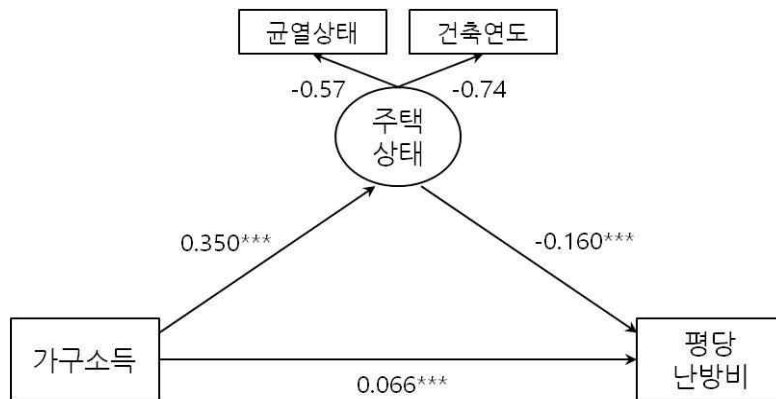 균열상태
건축연도
-0.57
-0.74
주택
상태
0.350***
-0.160***
가구소득
0.066***
평당
난방비